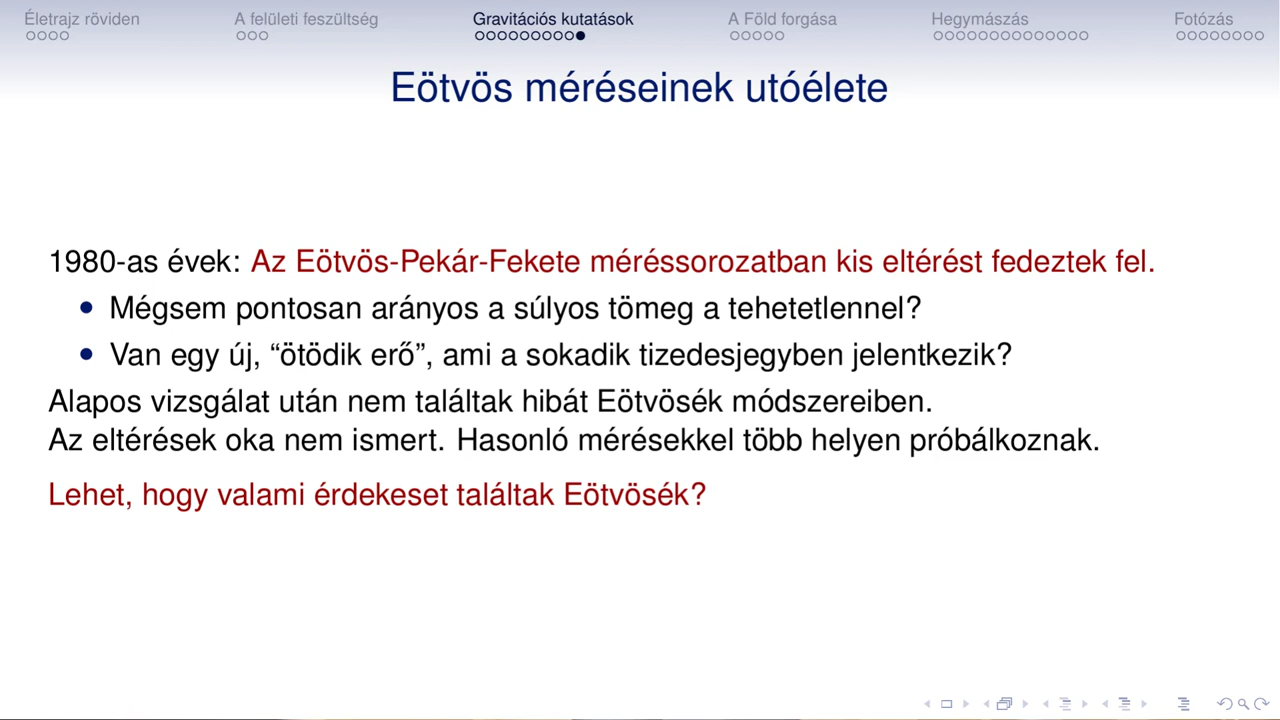 Életrajz röviden
A felületi feszültség
Gravitációs kutatások
A Föld forgása
Hegymászás
Fotózás
Eötvös méréseinek utóélete
1980-as évek: Az Eötvös-Pekár-Fekete méréssorozatban kis eltérést fedeztek fel.
Mégsem pontosan arányos a súlyos tömeg a tehetetlennel?
Van egy új, “ötödik erő”, ami a sokadik tizedesjegyben jelentkezik?
Alapos vizsgálat után nem találtak hibát Eötvösék módszereiben.
Az eltérések oka nem ismert. Hasonló mérésekkel több helyen próbálkoznak.
Lehet, hogy valami érdekeset találtak Eötvösék?